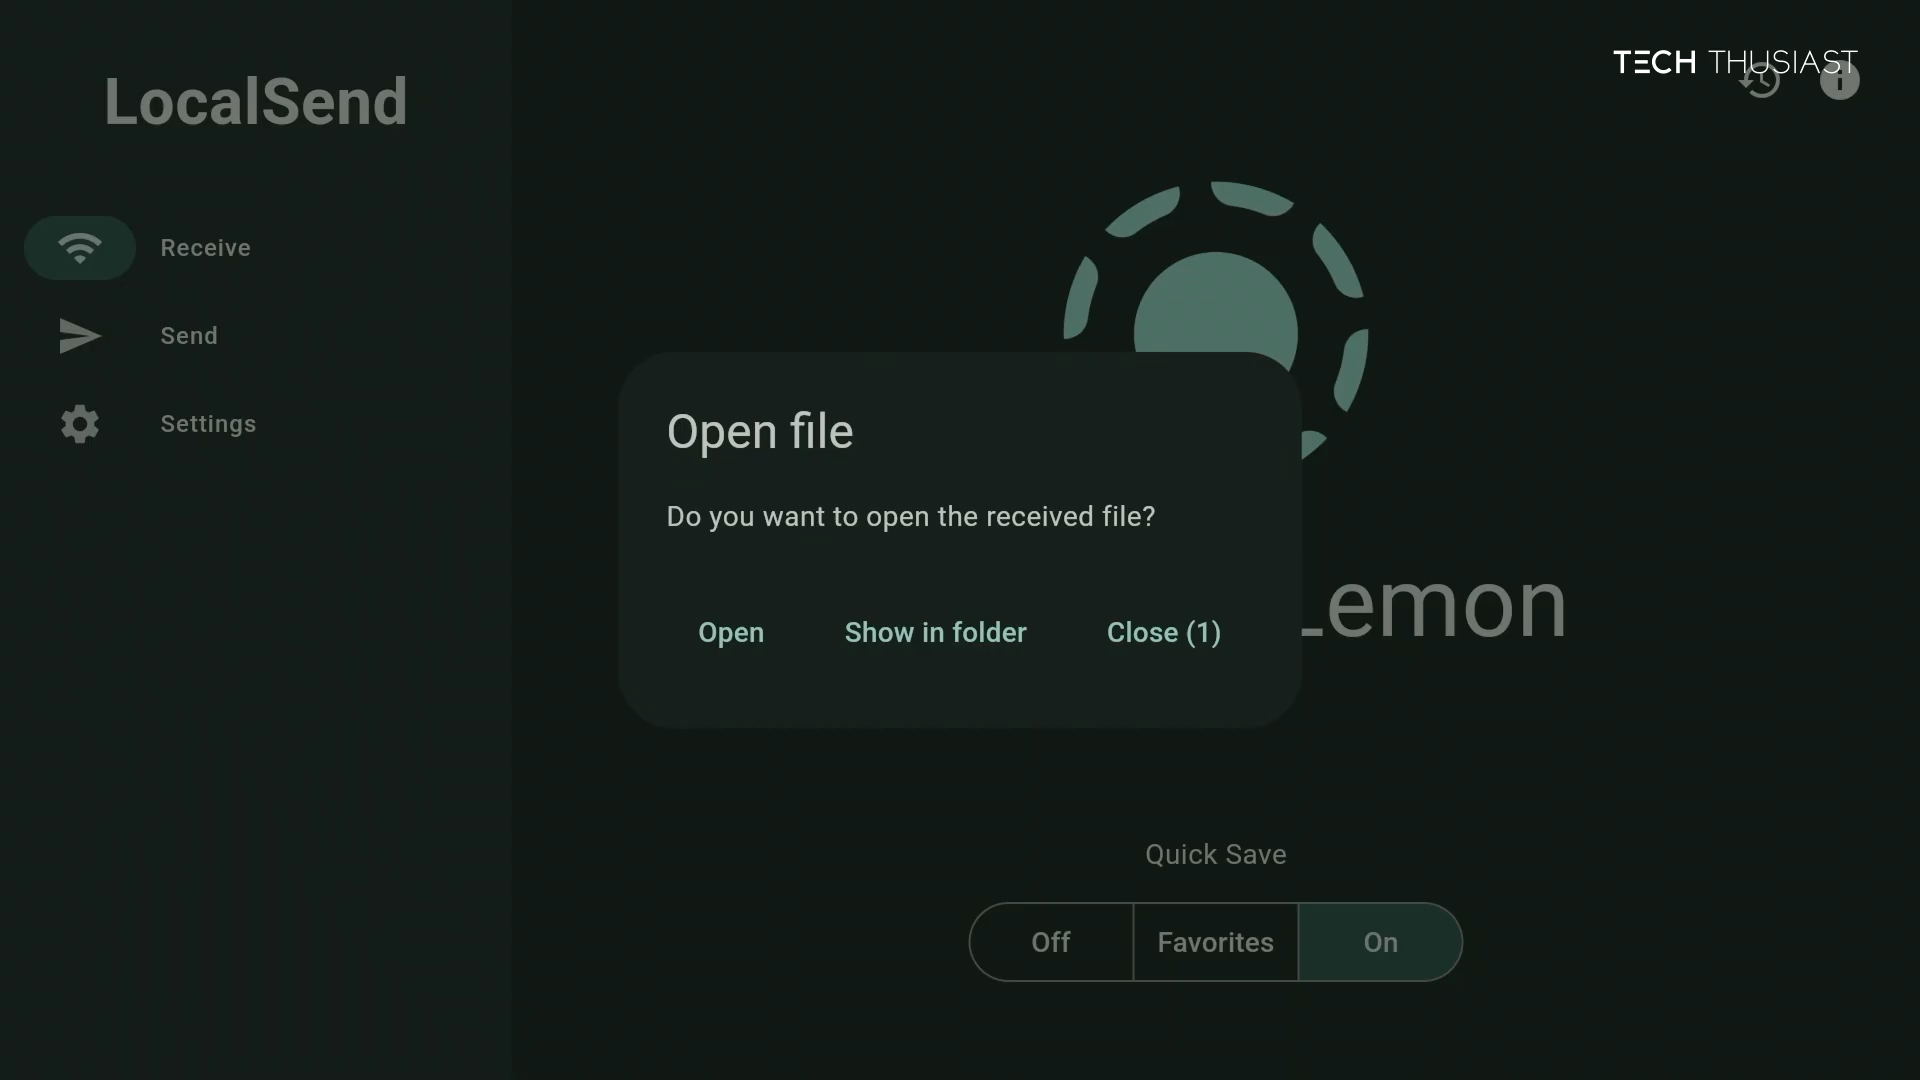 LocalSend
TECH THUSIAST
Receive
Send
Settings
Open file
Do you want to open the received file?
Open
Show in folder
Close (1)
Lemon
Quick Save
Off
Favorites
On